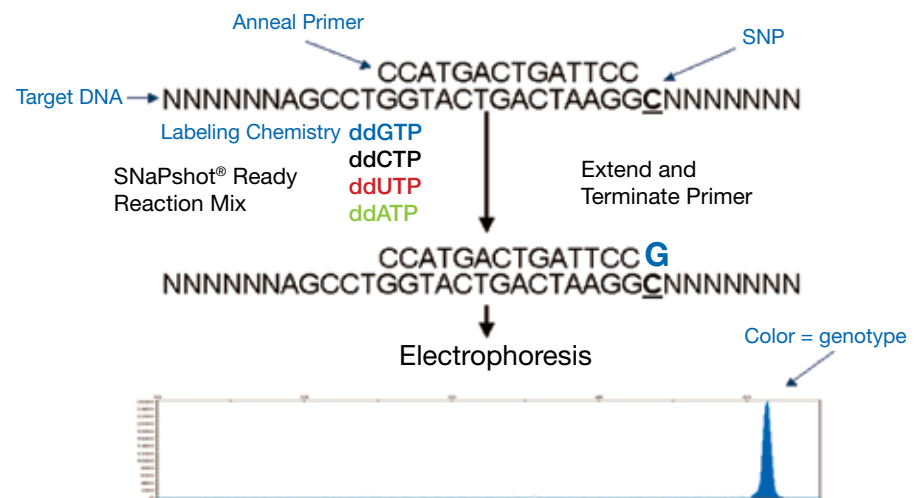 Anneal Primer
SNP
CCATGACTGATTCC
Target DNA
NNNNNNAGCCTGGTACTGACTAAGGCNNNNNNN
Labeling Chemistry ddGTP
ddCTP
ddUTP
ddATP
SNaPshot® Ready
Reaction Mix
Extend and
Terminate Primer
CCATGACTGATTCC G
NNNNNNAGCCTGGTACTGACTAAGGCNNNNNNN
Electrophoresis
Color = genotype